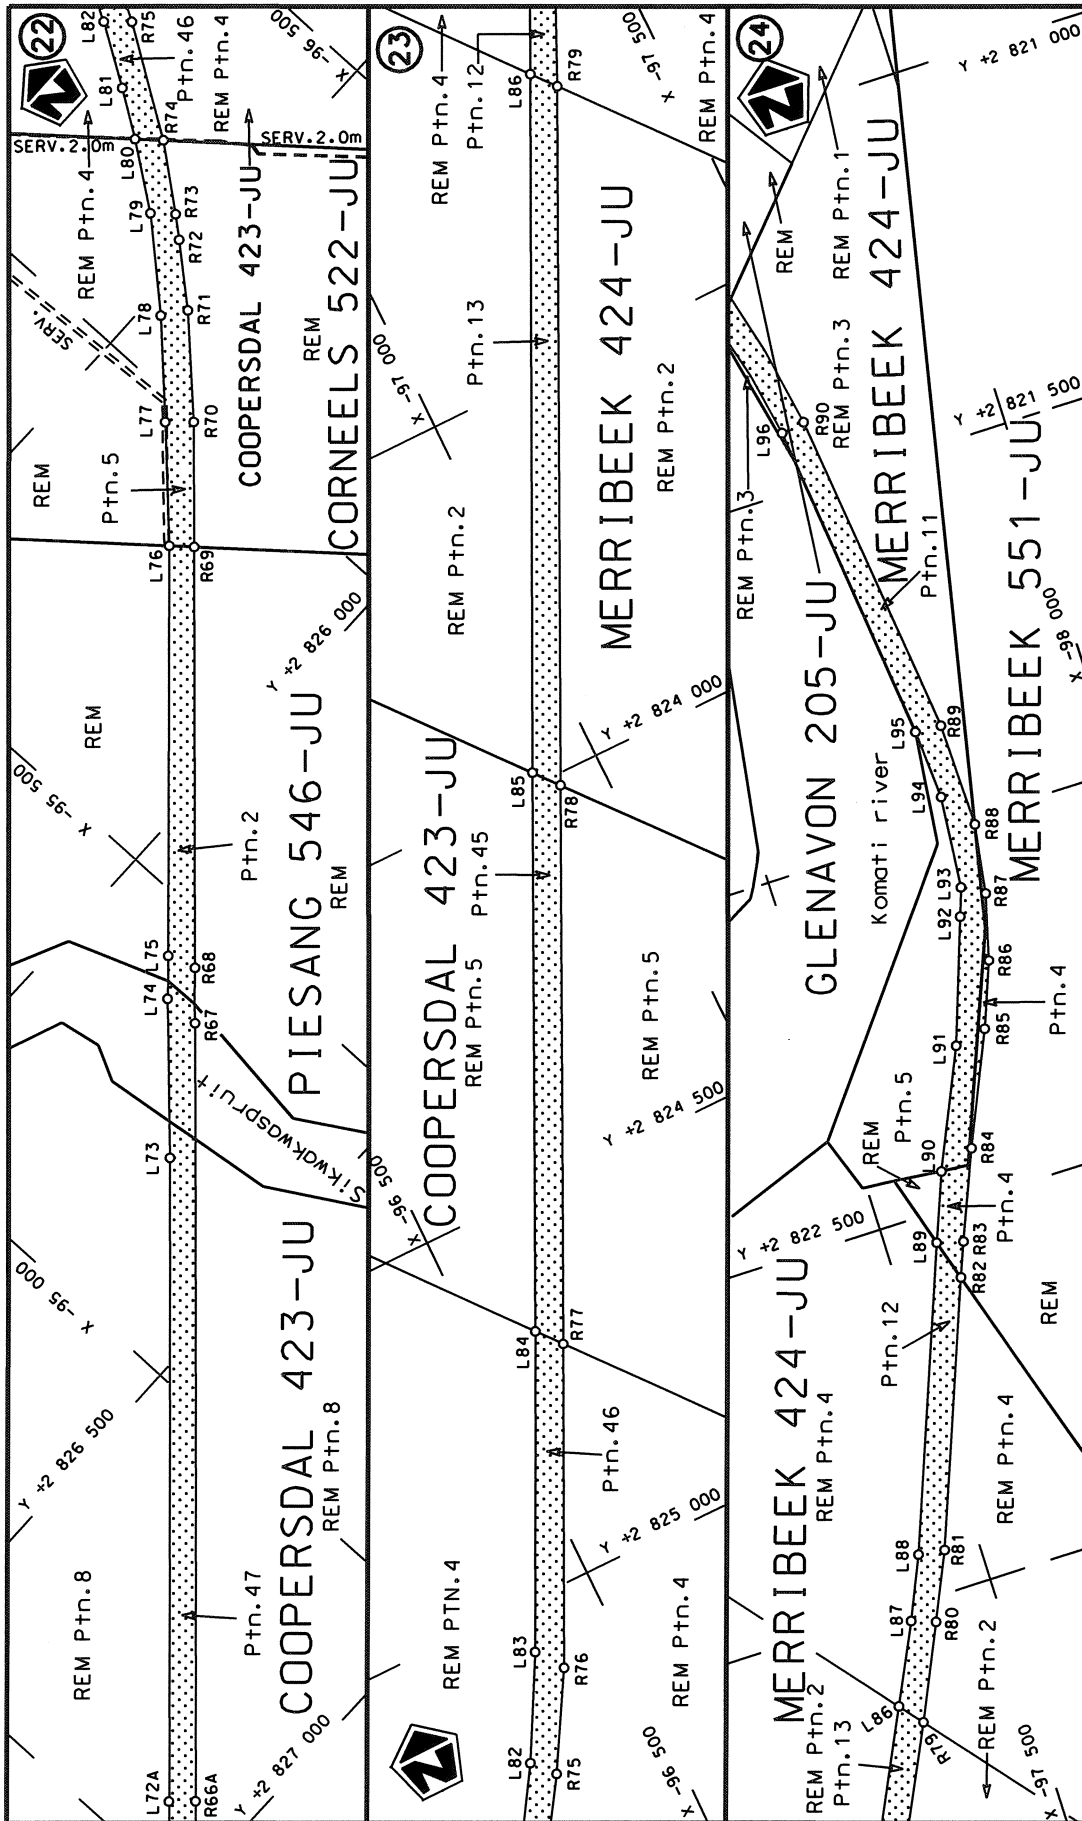 22
L72A
L73
L74
L75
L76
L77
L78
L79
L80
L81
L82
R66A
R67
R68
R69
R70
R71
R72
R73
R74
R75
REM Ptn.8
Ptn.47
COOPERSDAL 423-JU
REM Ptn.8
Y +2 827 000
Y +2 826 500
X -95 000
Sikwakwaspruit
PIESANG 546-JU
REM
REM
Ptn.2
X -95 500
Y +2 826 000
REM
Ptn.5
SERV.
COOPERSDAL 423-JU
CORNEELS 522-JU
REM
REM Ptn.4
SERV.2.0m
SERV.2.0m
Ptn.46
REM Ptn.4
X -96 000
23
L82
L83
L84
L85
L86
R75
R76
R77
R78
R79
REM PTN.4
REM Ptn.4
X -96 500
Y +2 825 000
Ptn.46
X -96 500
COOPERSDAL 423-JU
REM Ptn.5
Ptn.45
REM Ptn.5
Y +2 824 500
Y +2 824 000
REM Ptn.2
Ptn.13
MERRIBEEK 424-JU
REM Ptn.2
X -97 000
REM Ptn.4
Ptn.12
X -97 500
REM Ptn.4
24
L86
L87
L88
L89
L90
L91
L92
L93
L94
L95
L96
R79
R80
R81
R82
R83
R84
R85
R86
R87
R88
R89
R90
REM Ptn.2
Ptn.13
MERRIBEEK 424-JU
REM Ptn.4
REM Ptn.2
X -97 500
Ptn.12
REM Ptn.4
REM
Y +2 822 500
REM
Ptn.5
Ptn.4
Ptn.4
GLENAVON 205-JU
Komati river
MERRIBEEK 551-JU
X -98 000
Ptn.11
MERRIBEEK 424-JU
REM Ptn.3
REM Ptn.3
REM
REM Ptn.1
Y +2 821 500
Y +2 821 000